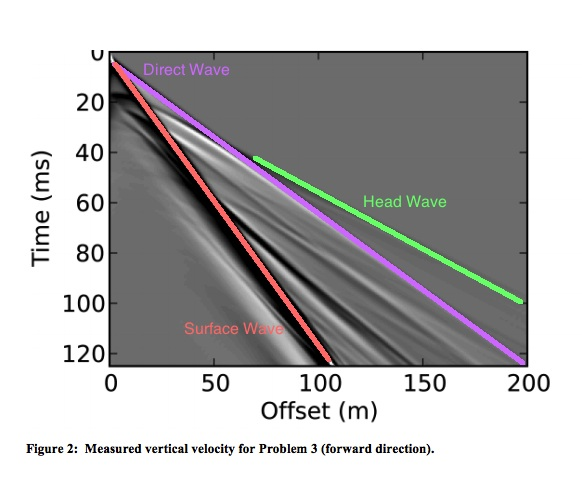 0
Direct Wave
20
40
60
80
100
120
Time (ms)
Head Wave
Surface Wave
0
50
100
150
200
Offset (m)
Figure 2: Measured vertical velocity for Problem 3 (forward direction).